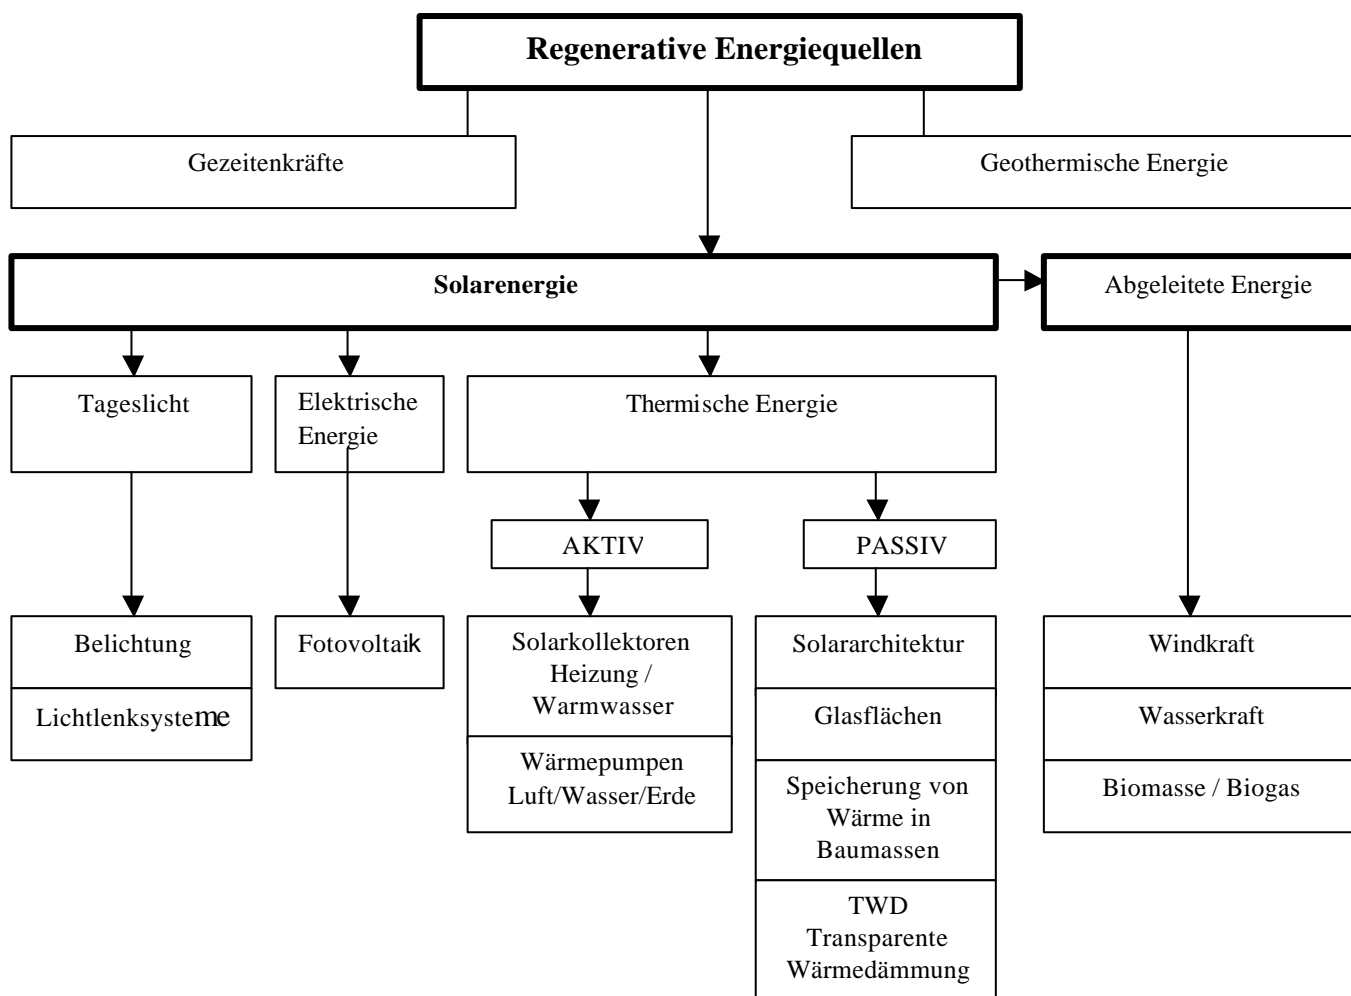 Regenerative Energiequellen
Gezeitenkräfte
Geothermische Energie
Solarenergie
Abgeleitete Energie
Tageslicht
Elektrische
Energie
Thermische Energie
AKTIV
PASSIV
Belichtung
Lichtlenksysteme
Fotovoltaik
Solarkollektoren
Heizung /
Warmwasser
Wärmepumpen
Luft/Wasser/Erde
Solararchitektur
Glasflächen
Speicherung von
Wärme in
Baumassen
TWD
Transparente
Wärmedämmung
Windkraft
Wasserkraft
Biomasse / Biogas